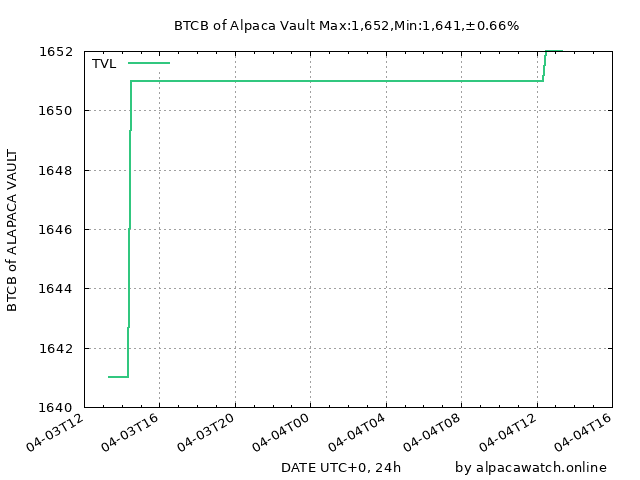 BTCB of Alpaca Vault Max:1,652,Min:1,641,±0.66%
TVL
1652
1650
1648
1646
1644
1642
1640
BTCB of ALAPACA VAULT
04-03T12
04-03T16
04-03T20
04-04T00
04-04T04
04-04T08
04-04T12
04-04T16
DATE UTC+0, 24h
by alpacawatch.online